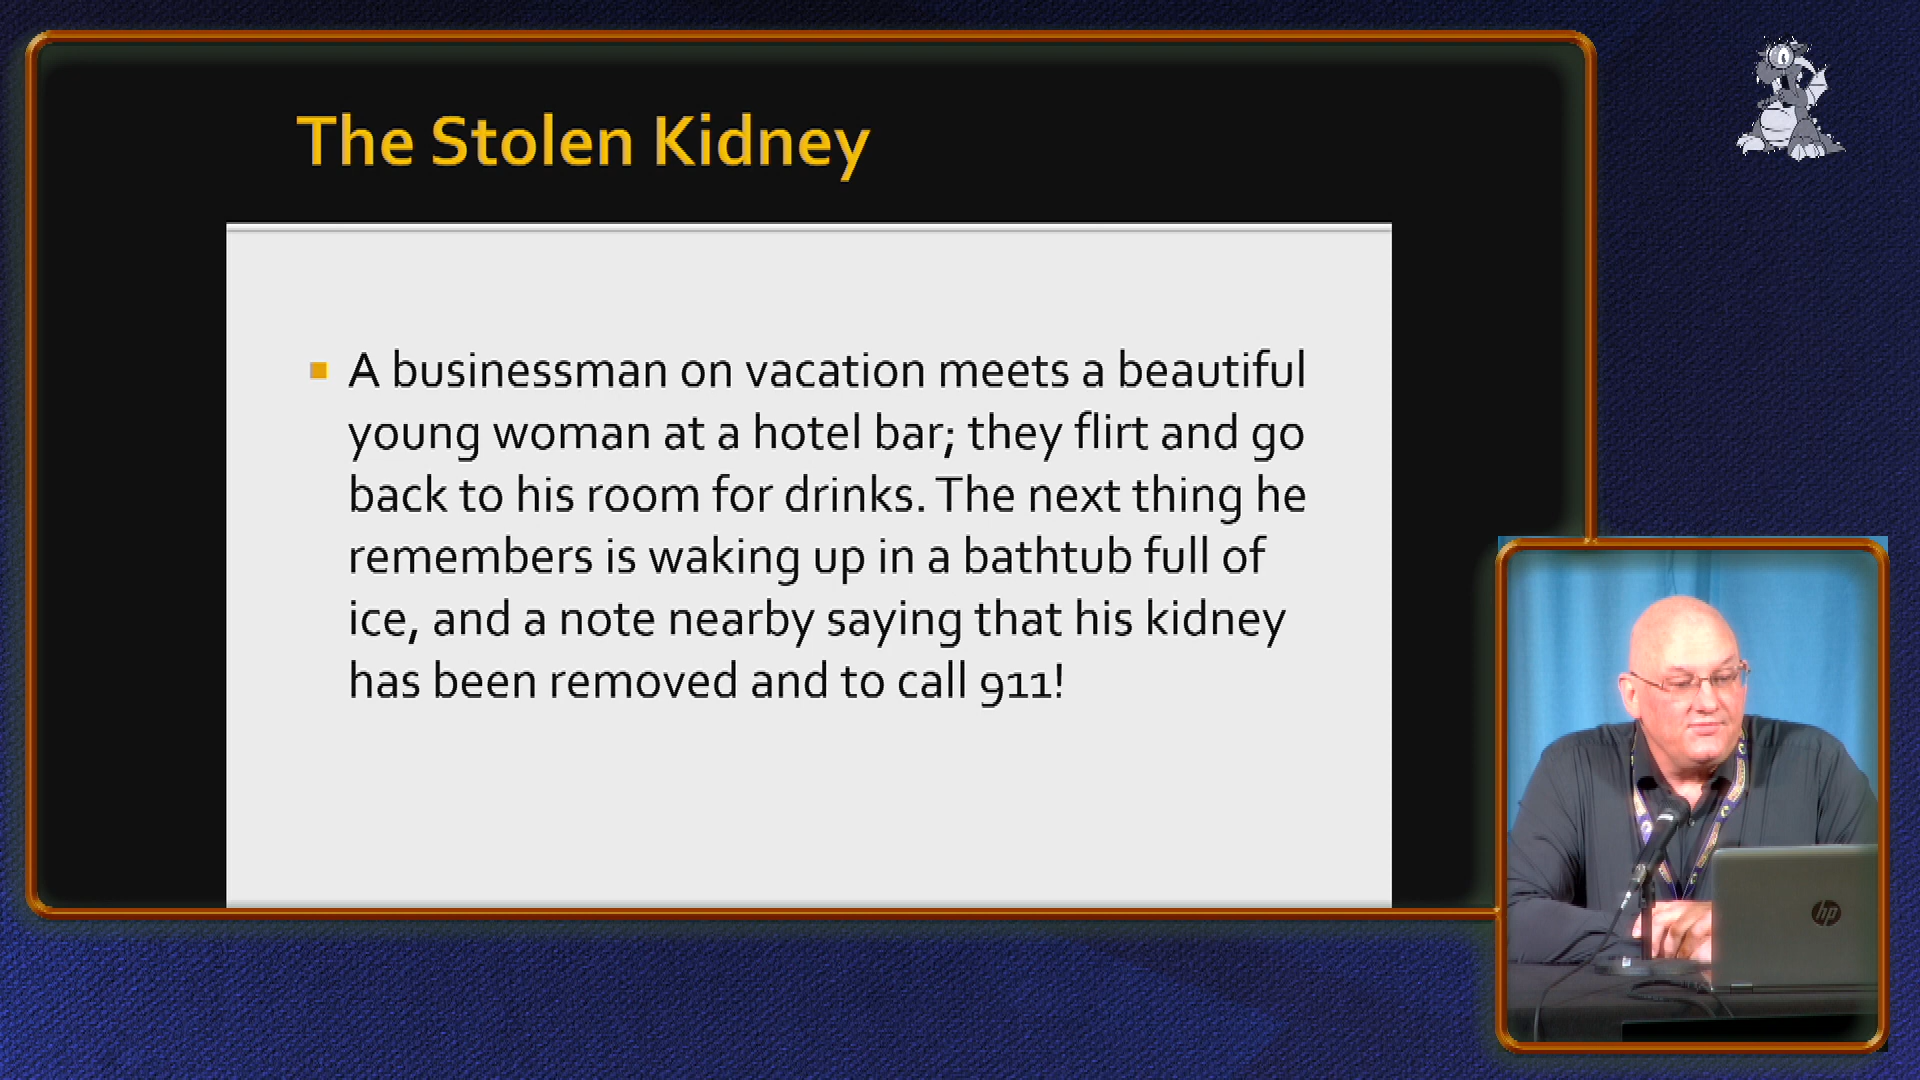 The Stolen Kidney
A businessman on vacation meets a beautiful
young woman at a hotel bar; they flirt and go
back to his room for drinks. The next thing he
remembers is waking up in a bathtub full of
ice, and a note nearby saying that his kidney
has been removed and to call 911!
hp